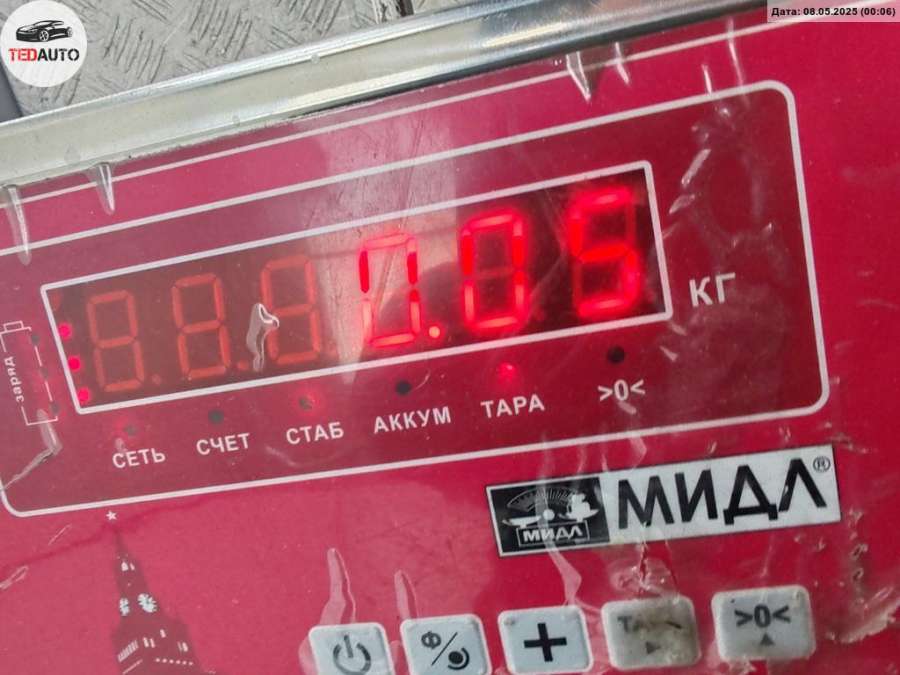 Дата: 08.05.2025 (00:06)
TEDAUTO
0.05
КГ
заряд
СЕТЬ СЧЕТ СТАБ АККУМ ТАРА >0<
МИДЛ МИДЛ®
Ф/
+
>0<